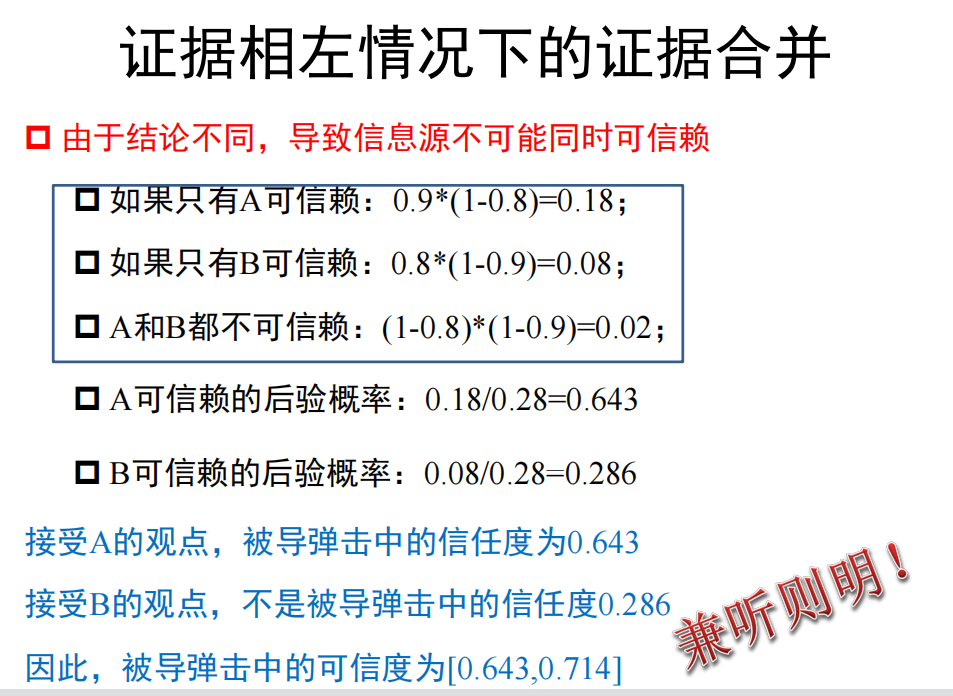 证据相左情况下的证据合并
由于结论不同，导致信息源不可能同时可信赖
如果只有A可信赖：0.9*(1-0.8)=0.18；
如果只有B可信赖：0.8*(1-0.9)=0.08；
A和B都不可信赖：(1-0.8)*(1-0.9)=0.02；
A可信赖的后验概率：0.18/0.28=0.643
B可信赖的后验概率：0.08/0.28=0.286
接受A的观点，被导弹击中的信任度为0.643
接受B的观点，不是被导弹击中的信任度0.286
因此，被导弹击中的可信度为[0.643,0.714]
兼听则明！